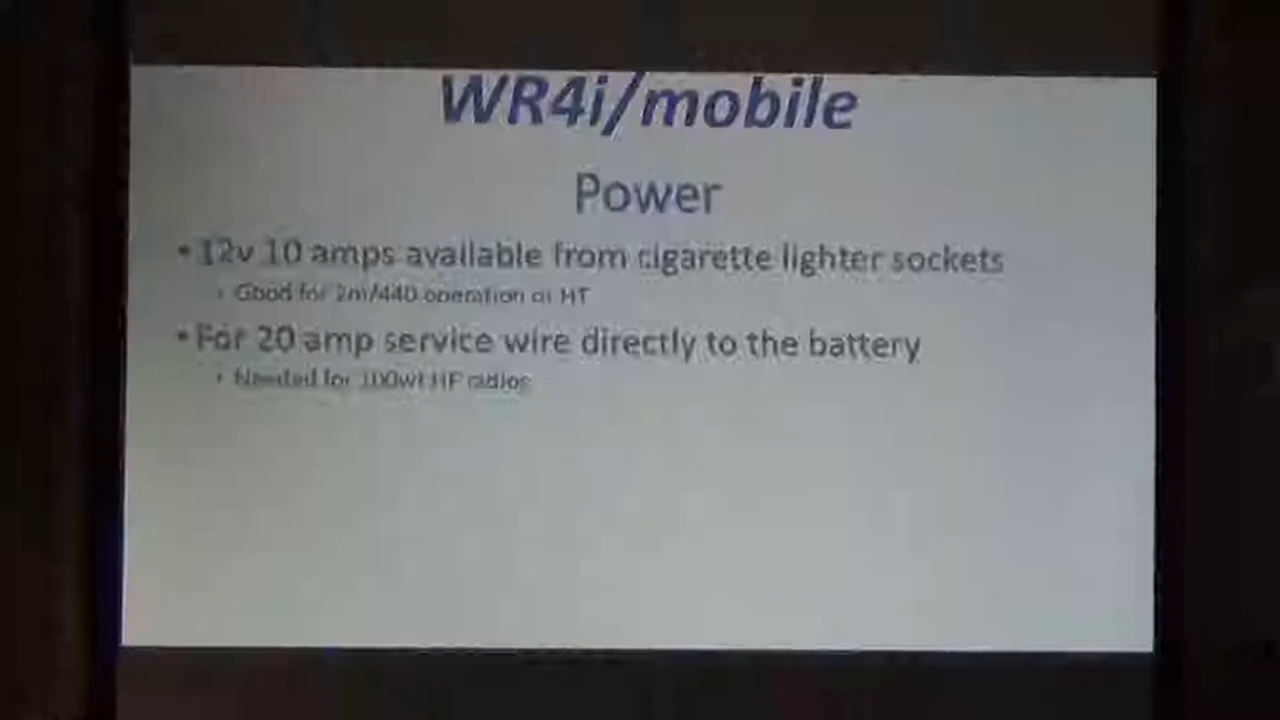 WR4i/mobile
Power
• 12v 10 amps available from cigarette lighter sockets
• Good for 2m/440 operation or HT
• For 20 amp service wire directly to the battery
• Needed for 100wt HF radios